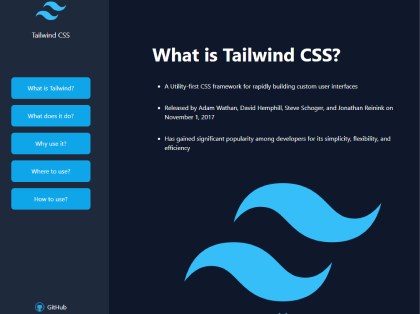 Tailwind CSS
What is Tailwind?
What does it do?
Why use it?
Where to use?
How to use?
GitHub
What is Tailwind CSS?
A Utility-first CSS framework for rapidly building custom user interfaces
Released by Adam Wathan, David Hemphill, Steve Schoger, and Jonathan Reinink on
November 1, 2017
Has gained significant popularity among developers for its simplicity, flexibility, and
efficiency